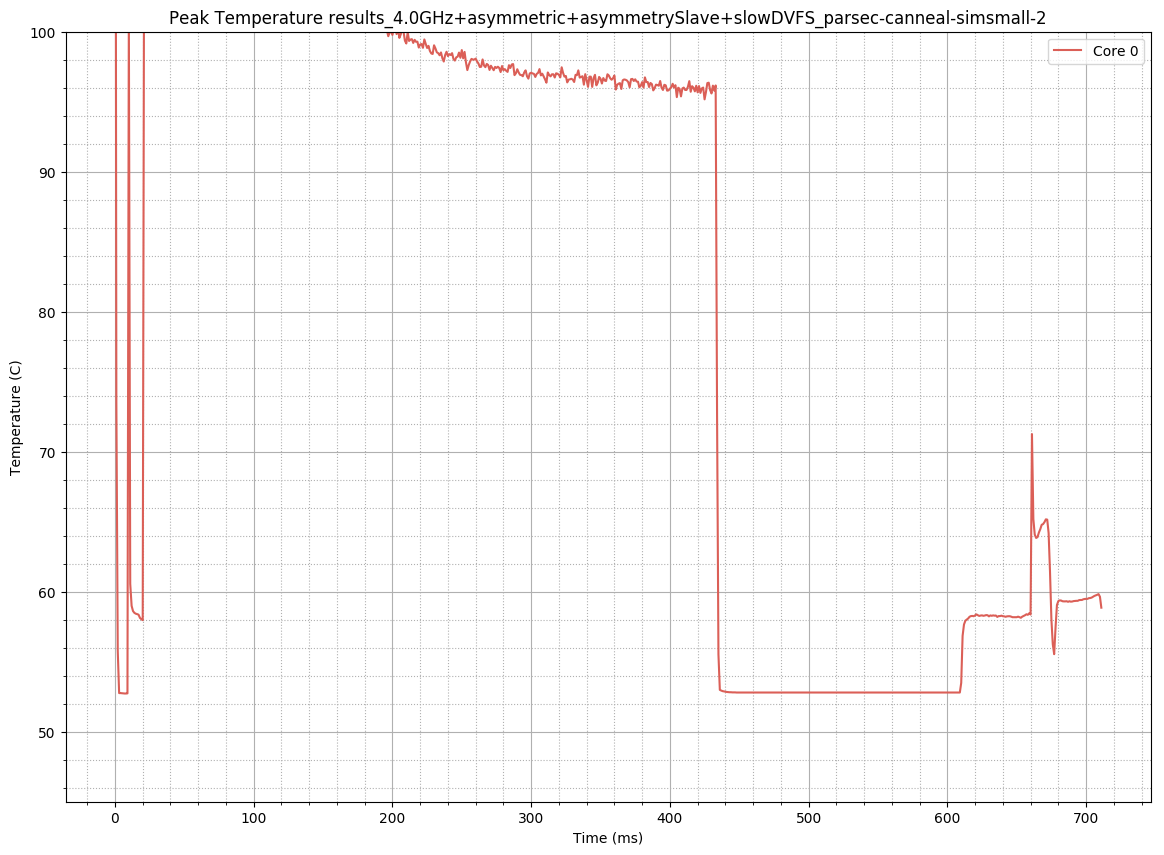 Peak Temperature results_4.0GHz+asymmetric+asymmetrySlave+slowDVFS_parsec-canneal-simsmall-2
Core 0
100
90
80
70
60
50
Temperature (C)
0 100 200 300 400 500 600 700
Time (ms)